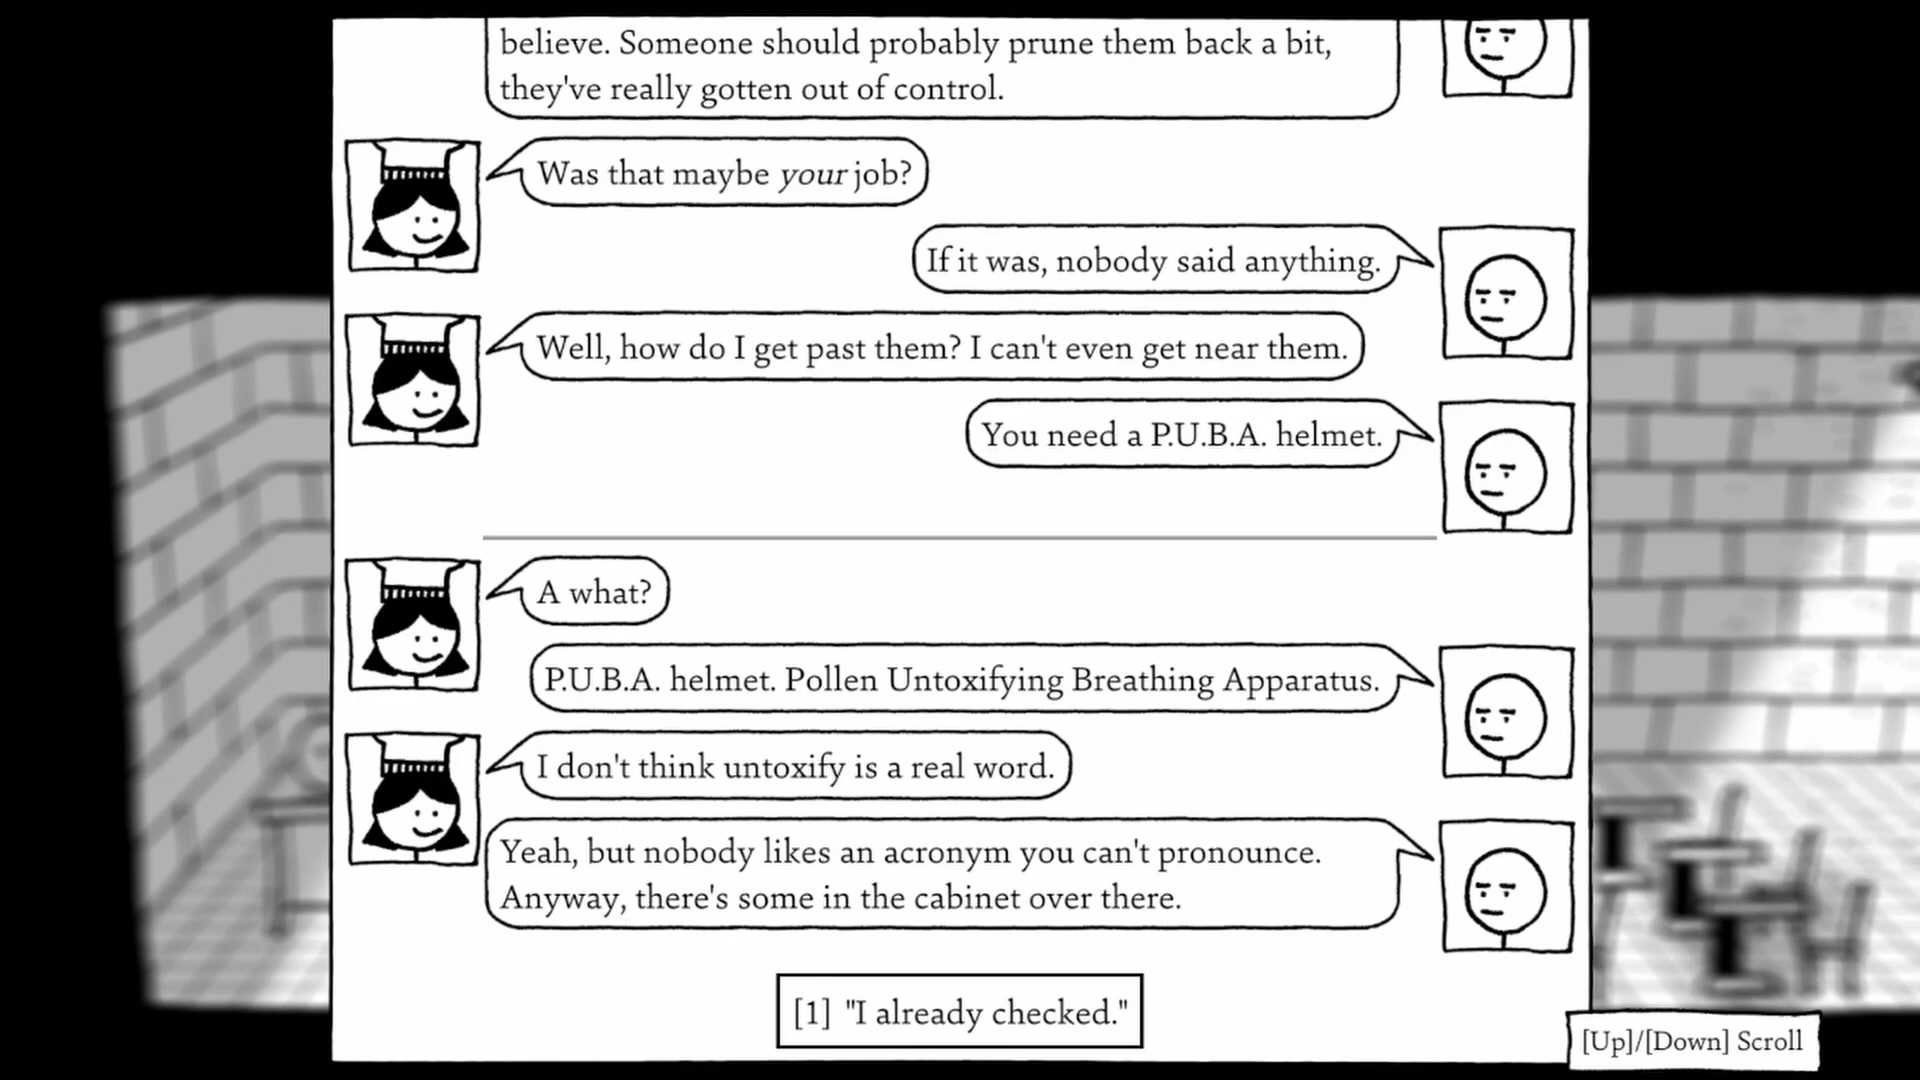 believe. Someone should probably prune them back a bit,
they've really gotten out of control.
Was that maybe your job?
If it was, nobody said anything.
Well, how do I get past them? I can't even get near them.
You need a P.U.B.A. helmet.
A what?
P.U.B.A. helmet. Pollen Untoxifying Breathing Apparatus.
I don't think untoxify is a real word.
Yeah, but nobody likes an acronym you can't pronounce.
Anyway, there's some in the cabinet over there.
[1] "I already checked."
[Up]/[Down] Scroll